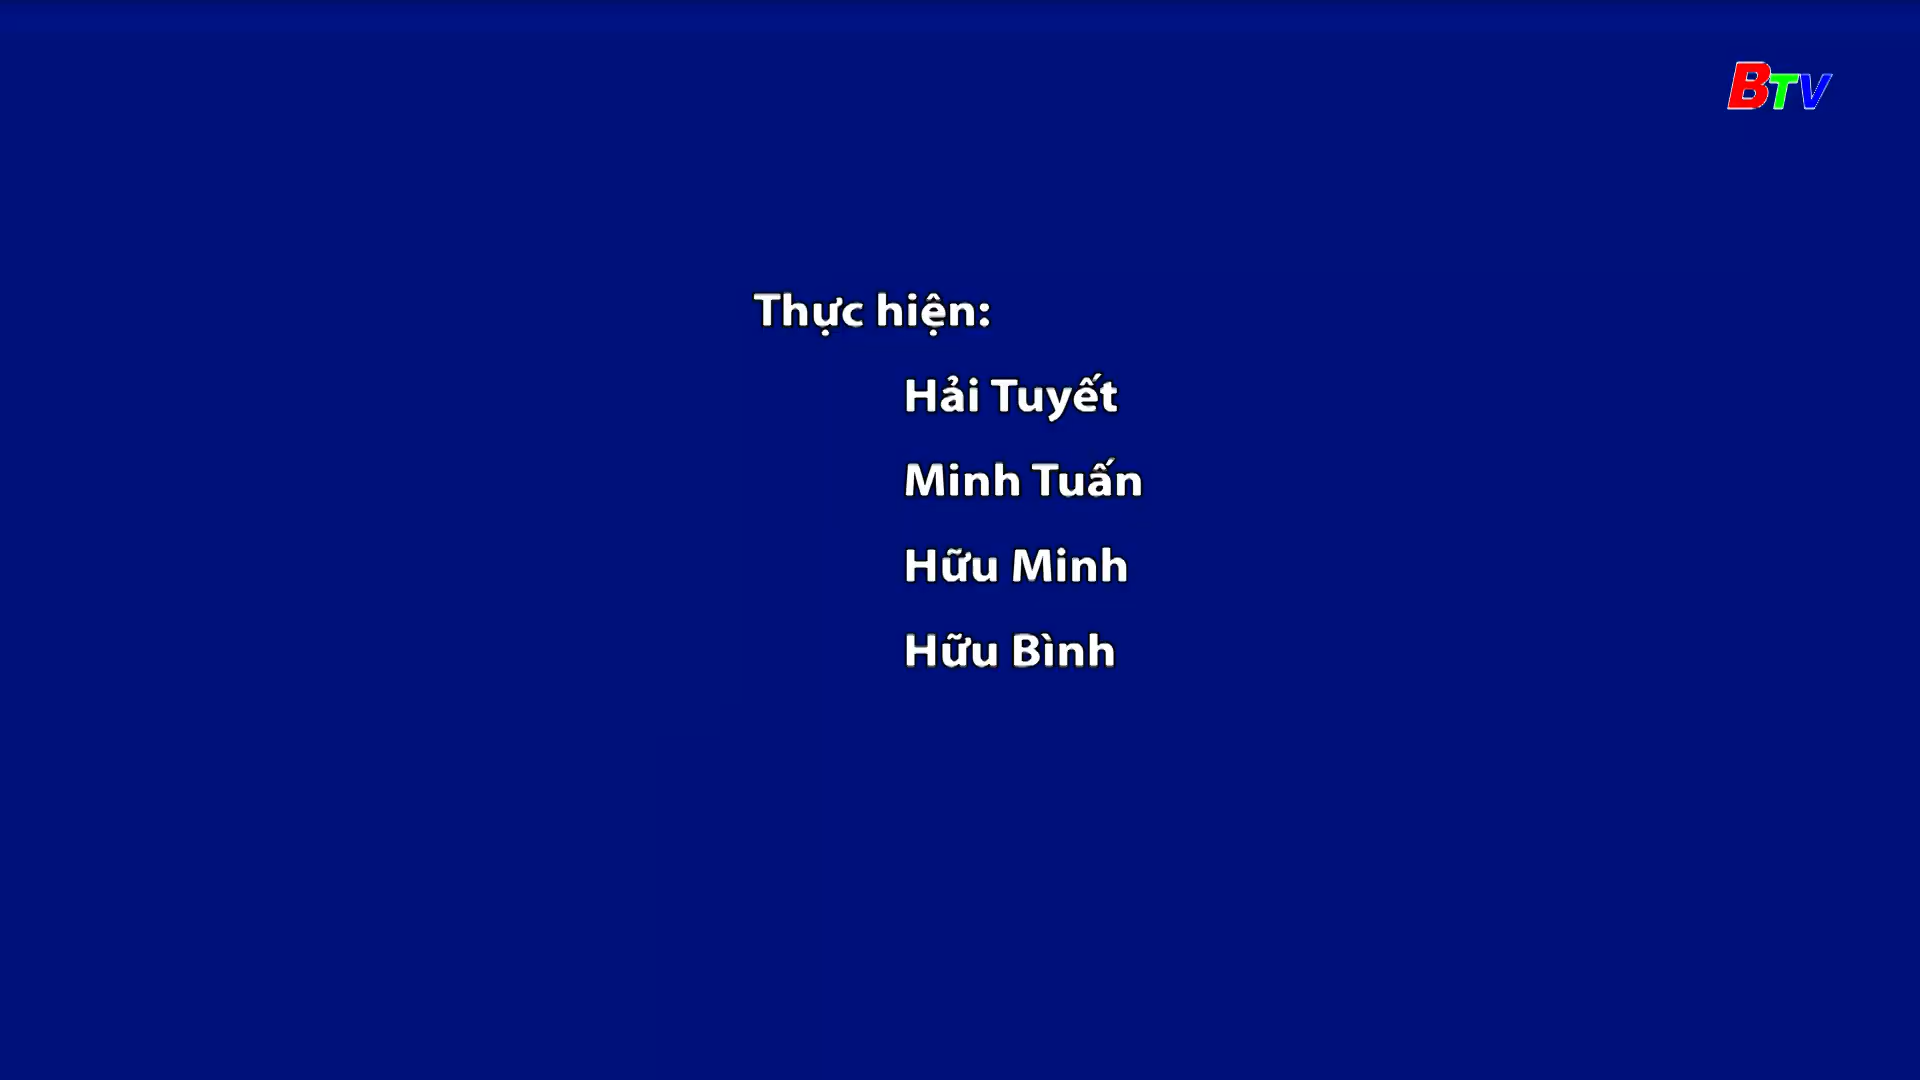 BTV
Thực hiện:
Hải Tuyết
Minh Tuấn
Hữu Minh
Hữu Bình